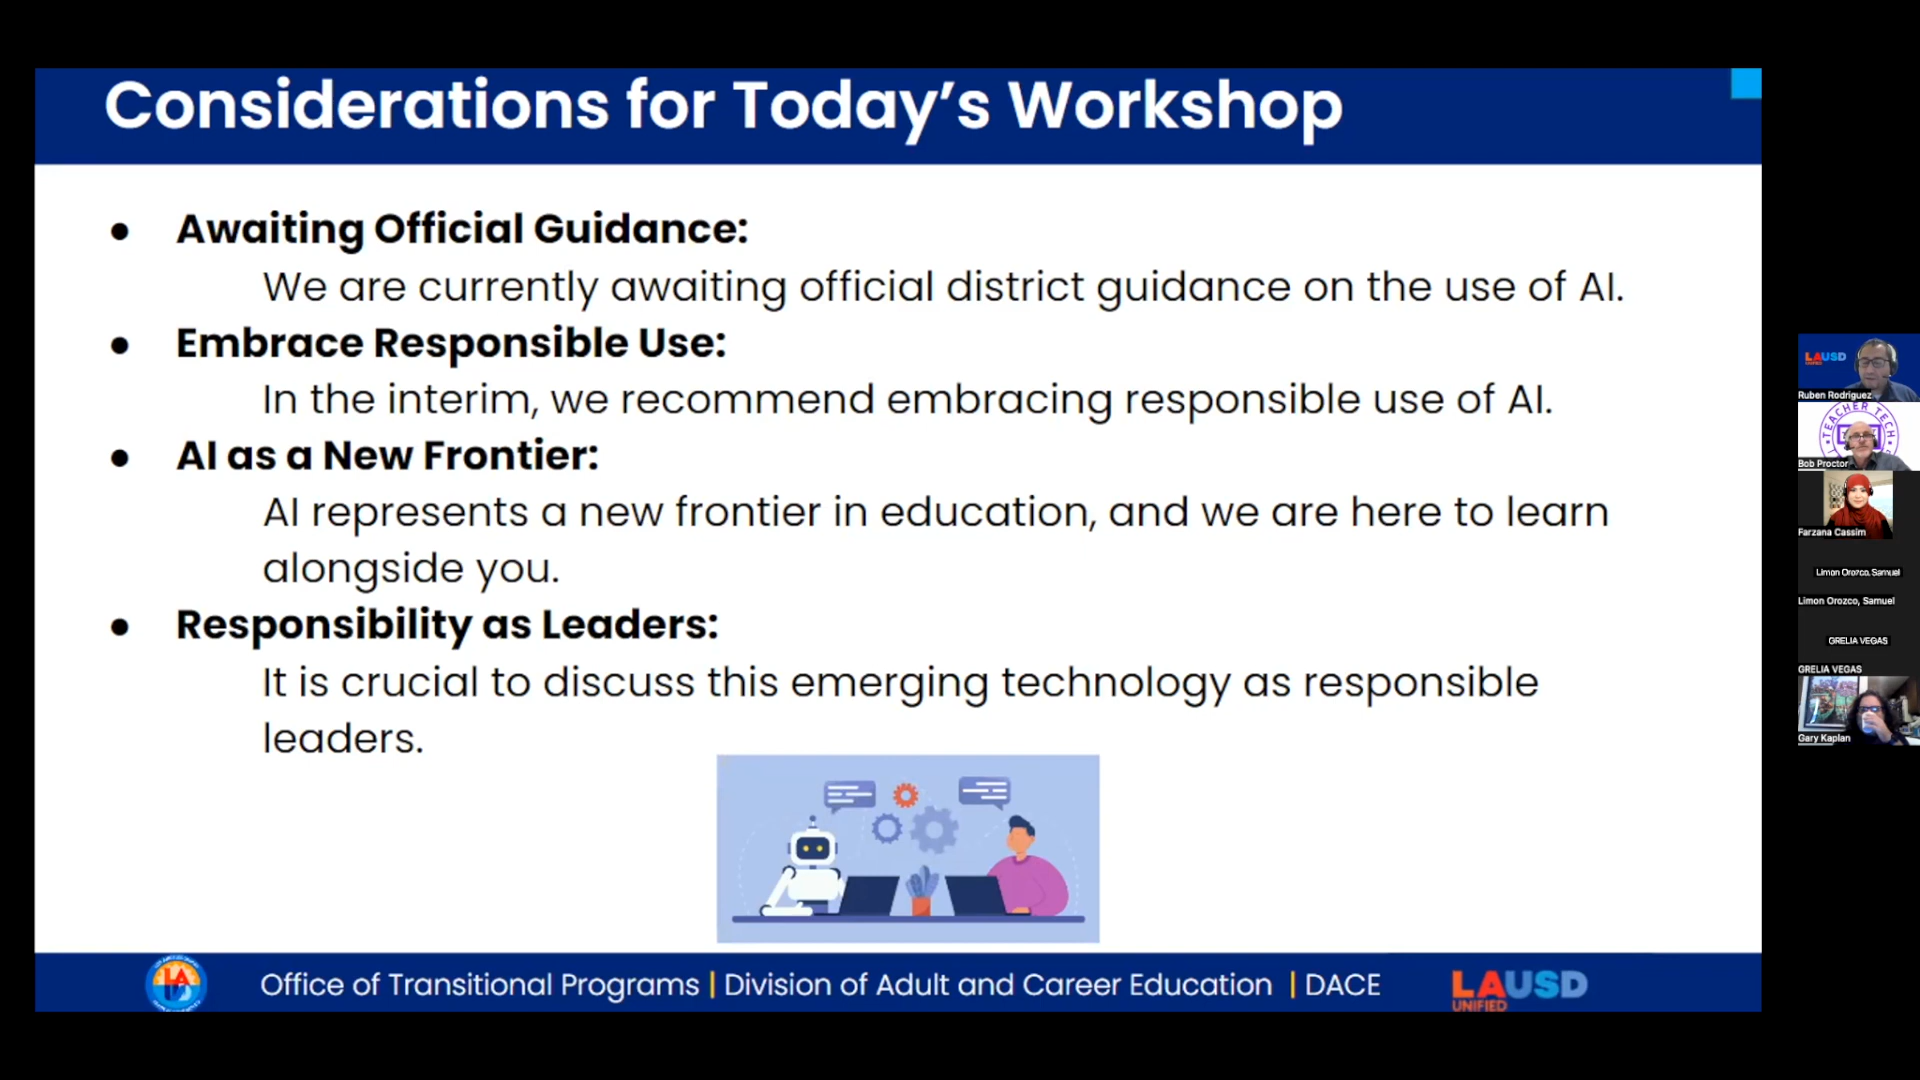 Considerations for Today's Workshop
● Awaiting Official Guidance:
We are currently awaiting official district guidance on the use of AI.
● Embrace Responsible Use:
In the interim, we recommend embracing responsible use of AI.
● AI as a New Frontier:
AI represents a new frontier in education, and we are here to learn
alongside you.
● Responsibility as Leaders:
It is crucial to discuss this emerging technology as responsible
leaders.
Office of Transitional Programs | Division of Adult and Career Education | DACE
LAUSD
UNIFIED
LAUSD
UNIFIED
Ruben Rodriguez
TEACHER TECH
Bob Proctor
Farzana Cassim
Limon Orozco, Samuel
Limon Orozco, Samuel
GRELIA VEGAS
GRELIA VEGAS
Gary Kaplan